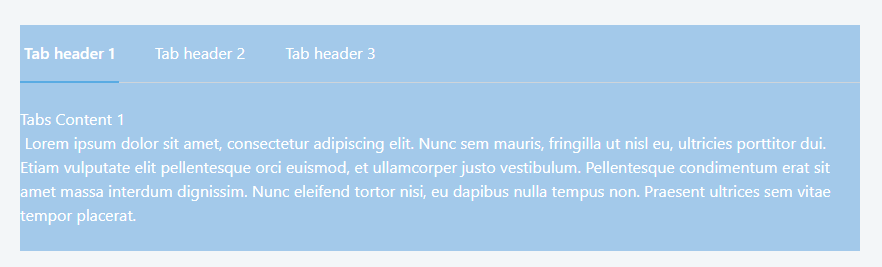 Tab header 1 Tab header 2 Tab header 3
Tabs Content 1
Lorem ipsum dolor sit amet, consectetur adipiscing elit. Nunc sem mauris, fringilla ut nisl eu, ultricies porttitor dui.
Etiam vulputate elit pellentesque orci euismod, et ullamcorper justo vestibulum. Pellentesque condimentum erat sit
amet massa interdum dignissim. Nunc eleifend tortor nisi, eu dapibus nulla tempus non. Praesent ultrices sem vitae
tempor placerat.